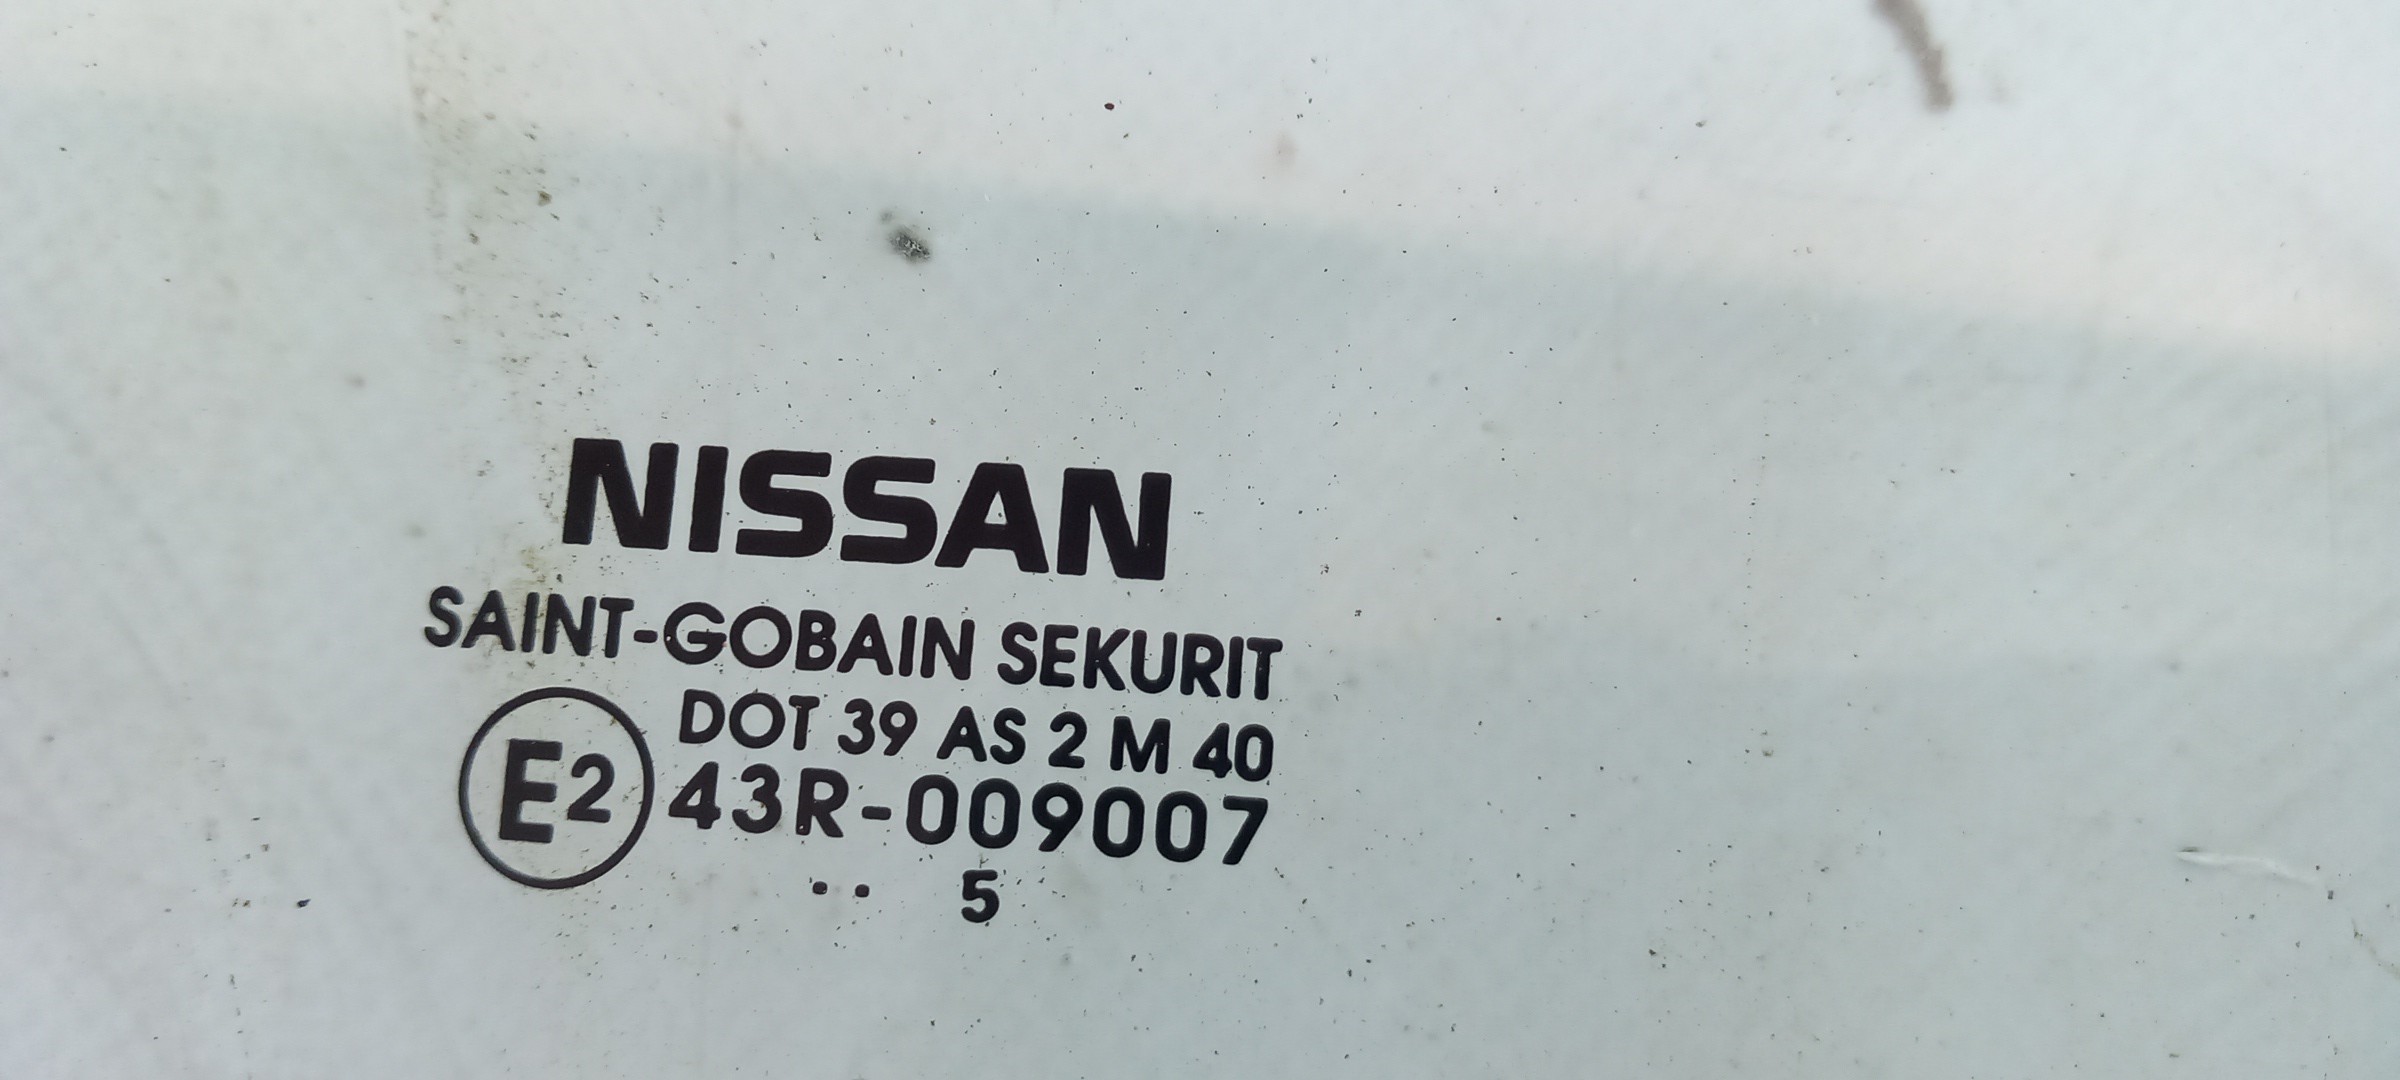 NISSAN
SAINT-GOBAIN SEKURIT
DOT 39 AS 2 M 40
E2 43R-009007
.. 5